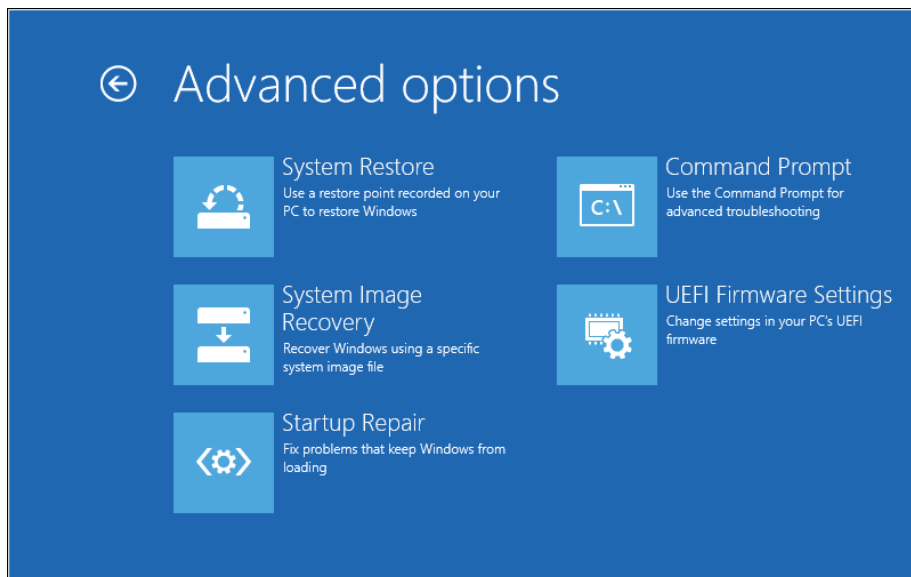 Advanced options
System Restore
Use a restore point recorded on your
PC to restore Windows
System Image
Recovery
Recover Windows using a specific
system image file
Startup Repair
Fix problems that keep Windows from
loading
Command Prompt
Use the Command Prompt for
advanced troubleshooting
C:\
UEFI Firmware Settings
Change settings in your PC's UEFI
firmware